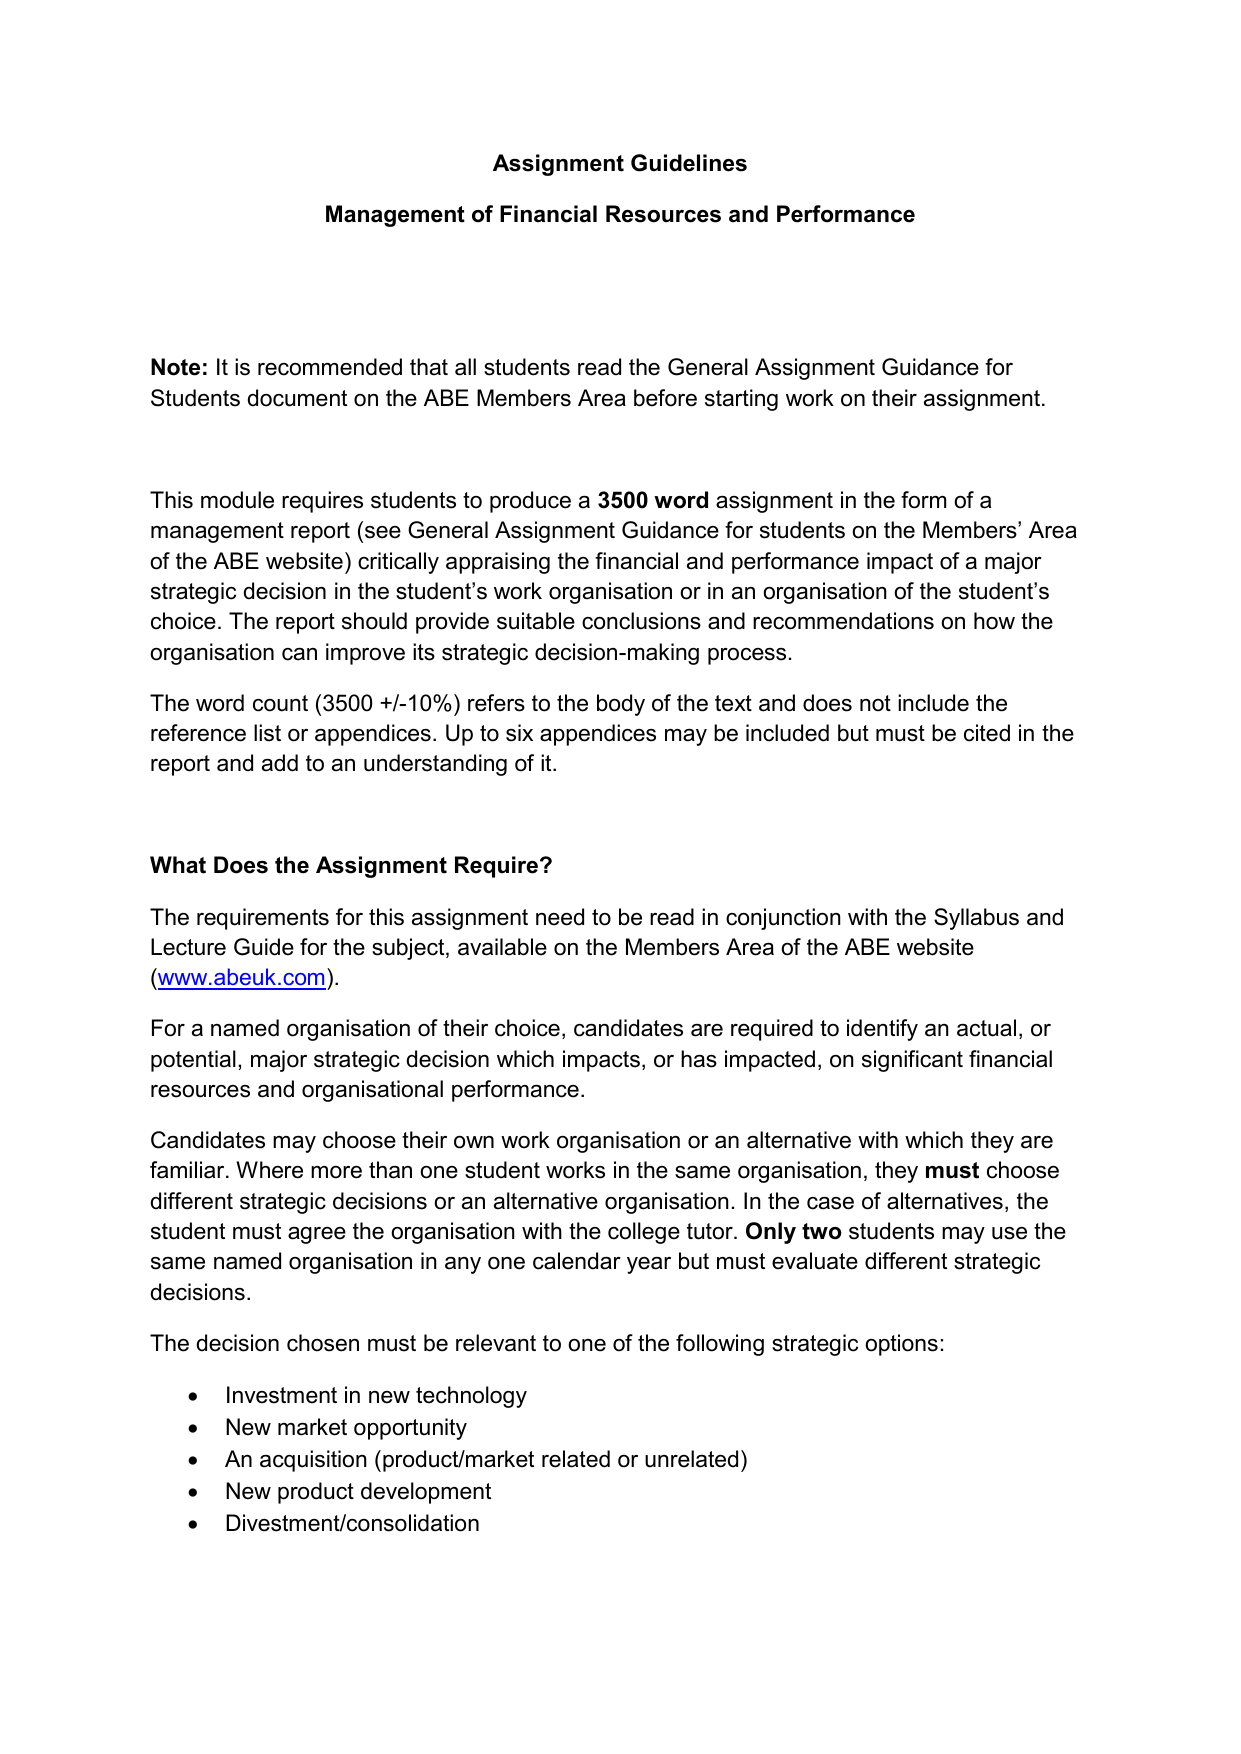 Assignment Guidelines
Management of Financial Resources and Performance
Note: It is recommended that all students read the General Assignment Guidance for
Students document on the ABE Members Area before starting work on their assignment.
This module requires students to produce a 3500 word assignment in the form of a
management report (see General Assignment Guidance for students on the Members’ Area
of the ABE website) critically appraising the financial and performance impact of a major
strategic decision in the student’s work organisation or in an organisation of the student’s
choice. The report should provide suitable conclusions and recommendations on how the
organisation can improve its strategic decision-making process.
The word count (3500 +/-10%) refers to the body of the text and does not include the
reference list or appendices. Up to six appendices may be included but must be cited in the
report and add to an understanding of it.
What Does the Assignment Require?
The requirements for this assignment need to be read in conjunction with the Syllabus and
Lecture Guide for the subject, available on the Members Area of the ABE website
(www.abeuk.com).
For a named organisation of their choice, candidates are required to identify an actual, or
potential, major strategic decision which impacts, or has impacted, on significant financial
resources and organisational performance.
Candidates may choose their own work organisation or an alternative with which they are
familiar. Where more than one student works in the same organisation, they must choose
different strategic decisions or an alternative organisation. In the case of alternatives, the
student must agree the organisation with the college tutor. Only two students may use the
same named organisation in any one calendar year but must evaluate different strategic
decisions.
The decision chosen must be relevant to one of the following strategic options:
• Investment in new technology
• New market opportunity
• An acquisition (product/market related or unrelated)
• New product development
• Divestment/consolidation